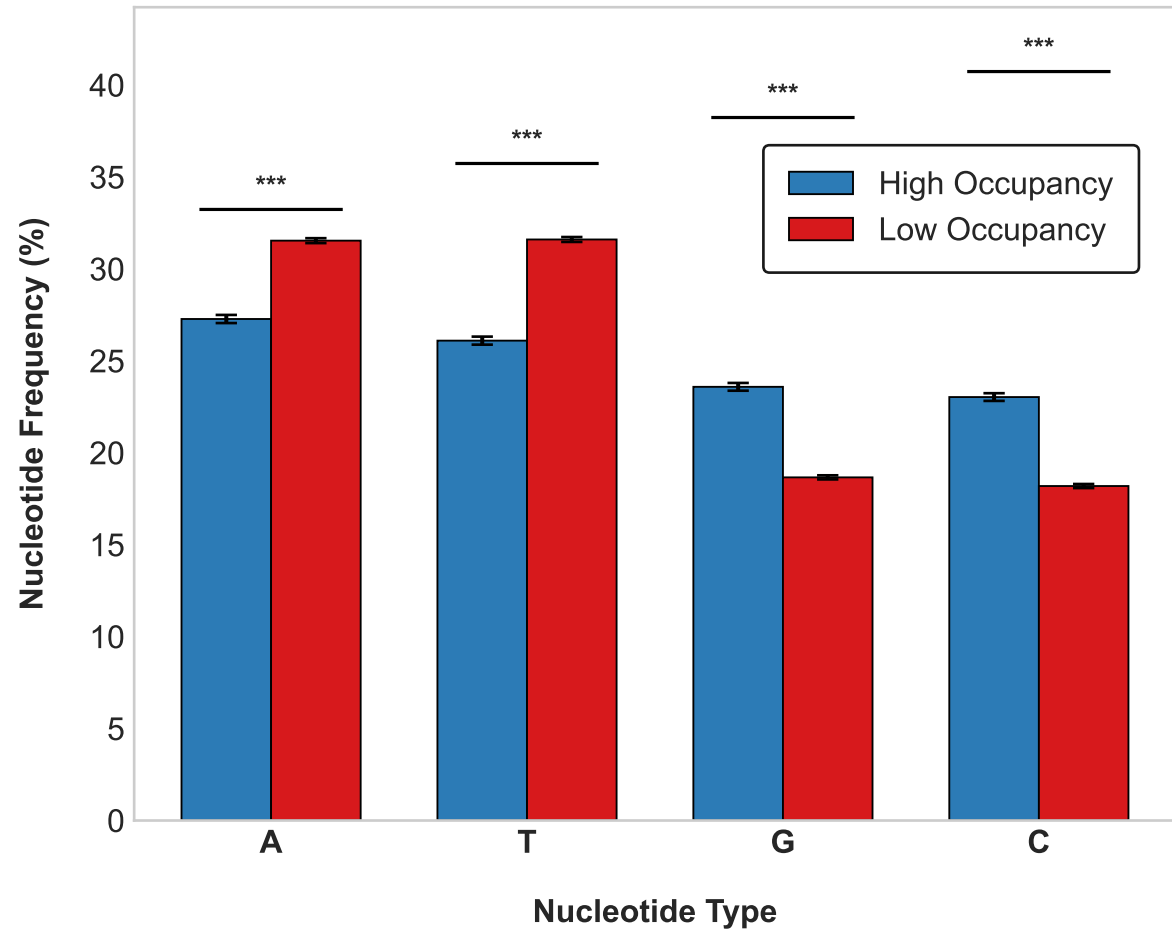 ***
40
***
***
35
High Occupancy
***
Low Occupancy
30
25
20
15
10
5
0
Nucleotide Frequency (%)
A T G C
Nucleotide Type